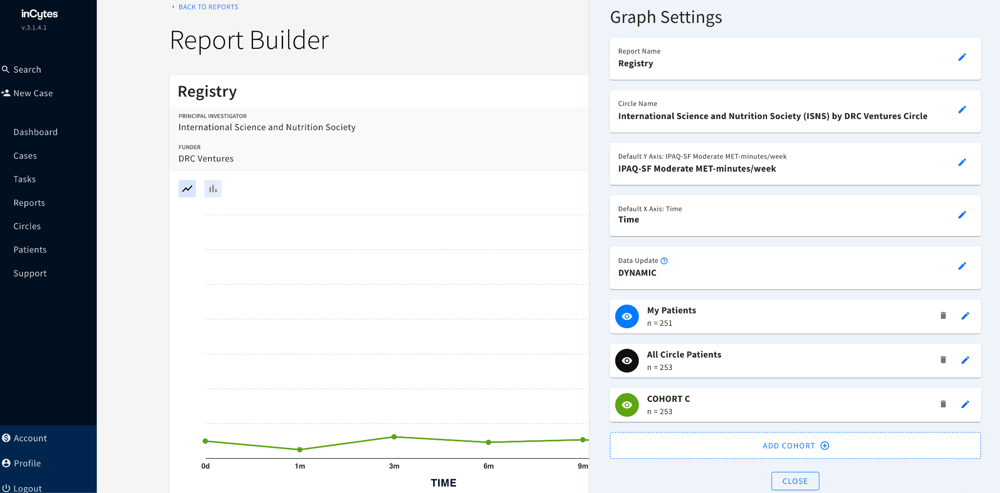 inCytes
v.3.1.4.1
Search
New Case
Dashboard
Cases
Tasks
Reports
Circles
Patients
Support
Account
Profile
Logout
BACK TO REPORTS
Report Builder
Registry
PRINCIPAL INVESTIGATOR
International Science and Nutrition Society
FUNDER
DRC Ventures
0d 1m 3m 6m 9m
TIME
Graph Settings
Report Name
Registry
Circle Name
International Science and Nutrition Society (ISNS) by DRC Ventures Circle
Default Y Axis: IPAQ-SF Moderate MET-minutes/week
IPAQ-SF Moderate MET-minutes/week
Default X Axis: Time
Time
Data Update
DYNAMIC
My Patients
n = 251
All Circle Patients
n = 253
COHORT C
n = 253
ADD COHORT
CLOSE